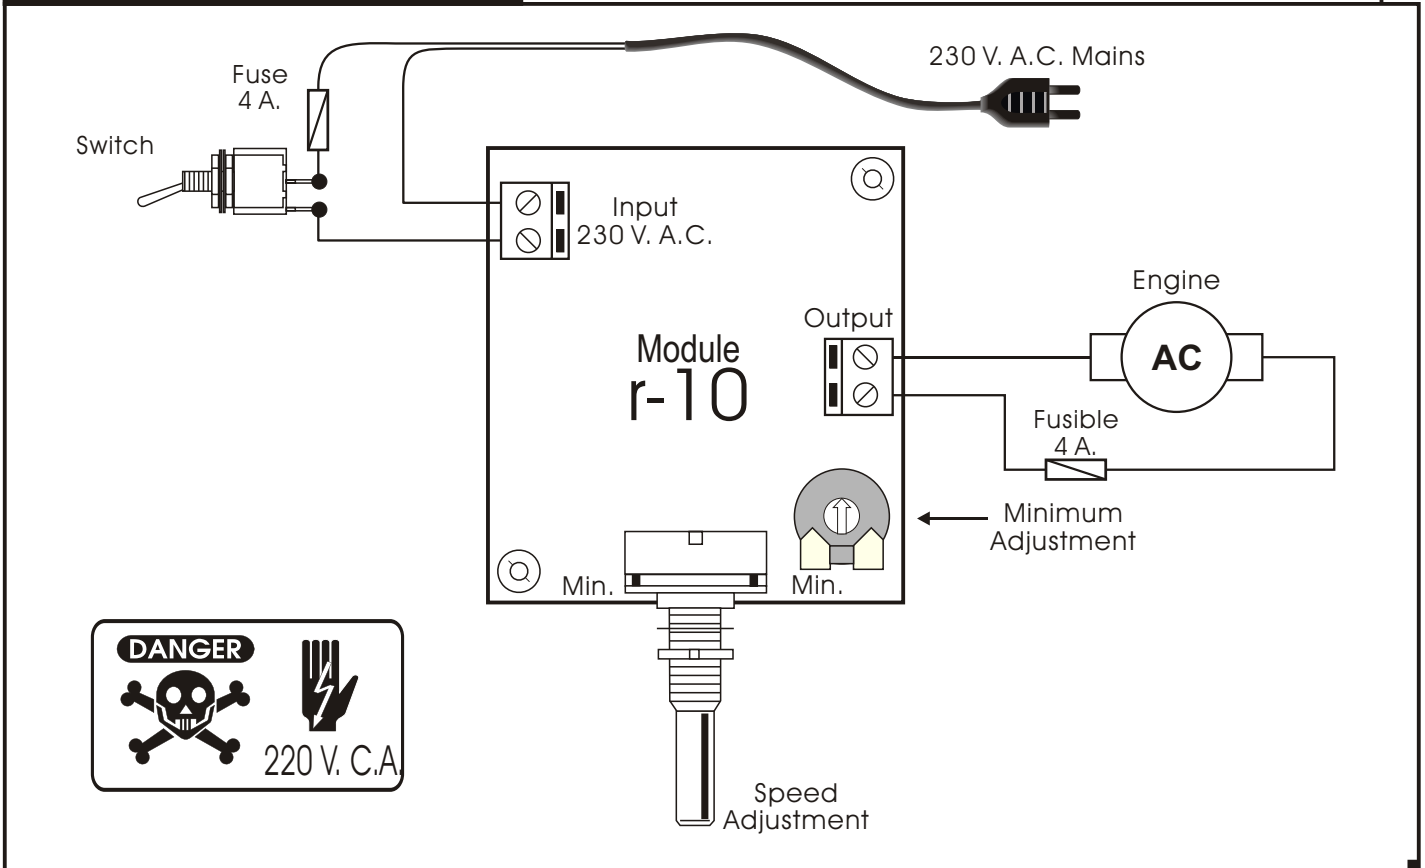 230 V. A.C. Mains
Fuse
4 A.
Switch
Input
230 V. A.C.
Engine
Output
AC
Module
r-10
Fusible
4 A.
Minimum
Adjustment
Min.
Min.
DANGER
220 V. C.A.
Speed
Adjustment